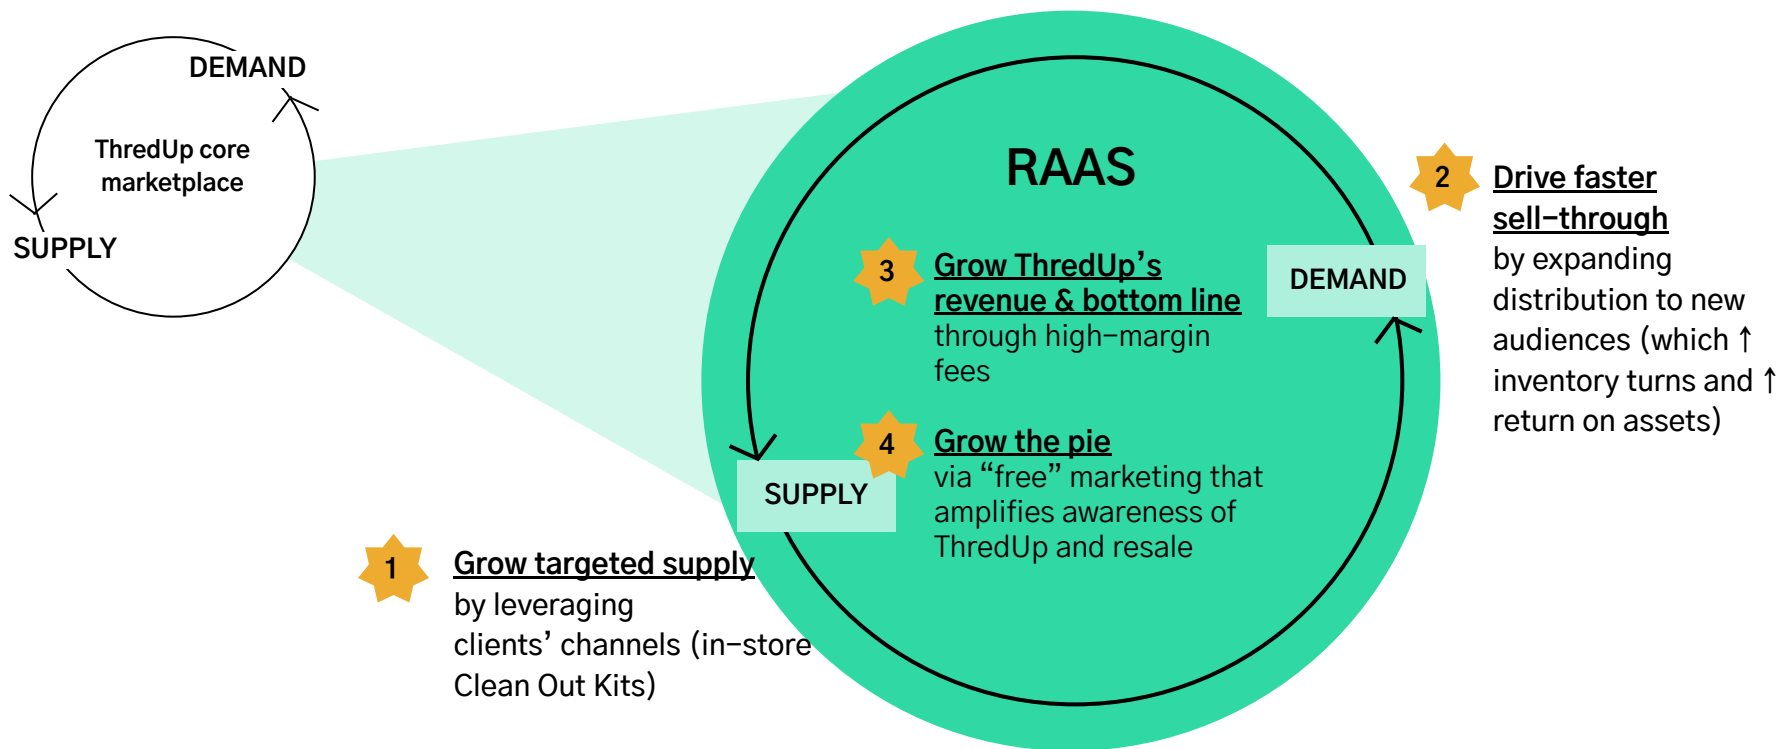 DEMAND
ThredUp core
marketplace
SUPPLY
RAAS
1
Grow targeted supply
by leveraging
clients’ channels (in-store
Clean Out Kits)
2
Drive faster
sell-through
by expanding
distribution to new
audiences (which ↑
inventory turns and ↑
return on assets)
3
Grow ThredUp’s
revenue & bottom line
through high-margin
fees
4
Grow the pie
via “free” marketing that
amplifies awareness of
ThredUp and resale
DEMAND
SUPPLY